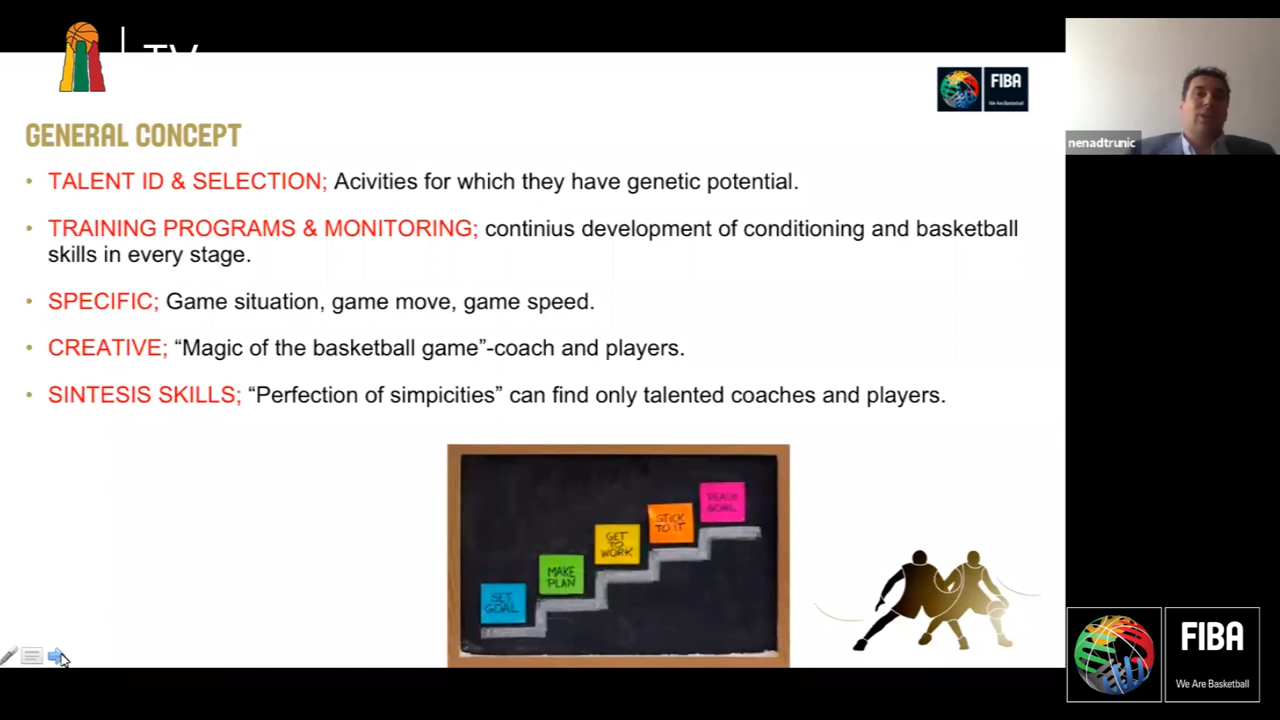 TV
FIBA
We Are Basketball
nenadtrunic
GENERAL CONCEPT
• TALENT ID & SELECTION; Acivities for which they have genetic potential.
• TRAINING PROGRAMS & MONITORING; continius development of conditioning and basketball
skills in every stage.
• SPECIFIC; Game situation, game move, game speed.
• CREATIVE; “Magic of the basketball game”-coach and players.
• SINTESIS SKILLS; “Perfection of simpicities” can find only talented coaches and players.
SET
GOAL
MAKE
PLAN
GET
TO
WORK
STICK
TO IT
REACH
GOAL
FIBA
We Are Basketball